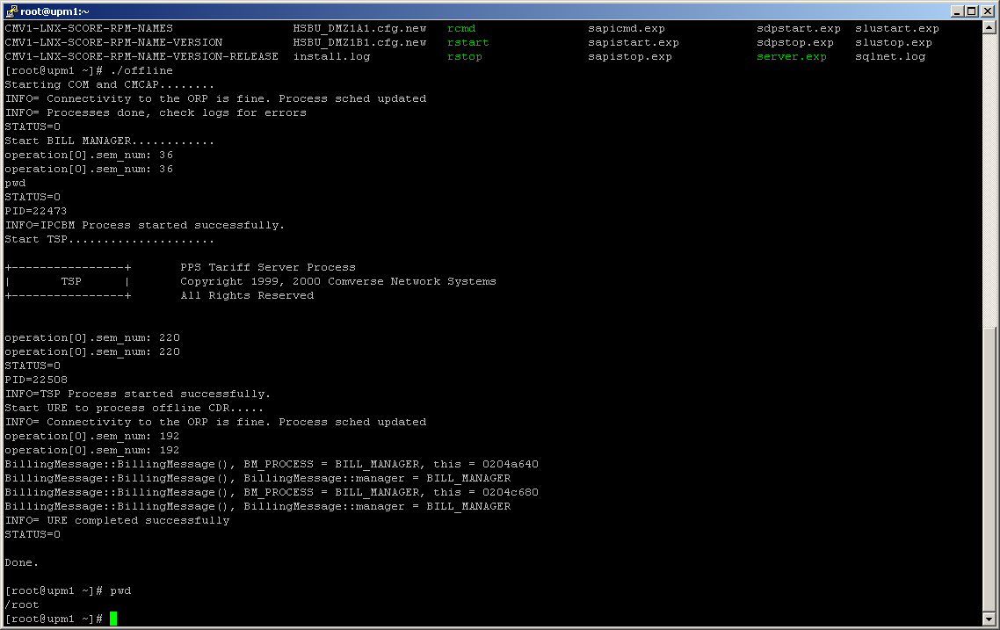 root@upm1:~
CMV1-LNX-SCORE-RPM-NAMES HSBU_DMZ1A1.cfg.new rcmd sapicmd.exp sdpstart.exp slustart.exp
CMV1-LNX-SCORE-RPM-NAMES-VERSION HSBU_DMZ1B1.cfg.new rstart sapistart.exp sdpstop.exp slustop.exp
CMV1-LNX-SCORE-RPM-NAMES-VERSION-RELEASE install.log rstop sapistop.exp server.exp sqlnet.log
[root@upm1 ~]# ./offline
Starting COM and CMCAP........
INFO= Connectivity to the ORP is fine. Process sched updated
INFO= Processes done, check logs for errors
STATUS=0
Start BILL MANAGER............
operation[0].sem_num: 36
operation[0].sem_num: 36
pwd
STATUS=0
PID=22473
INFO=IPCBM Process started successfully.
Start TSP.....................
+----------------+ PPS Tariff Server Process
| TSP | Copyright 1999, 2000 Comverse Network Systems
+----------------+ All Rights Reserved
operation[0].sem_num: 220
operation[0].sem_num: 220
STATUS=0
PID=22508
INFO=TSP Process started successfully.
Start URE to process offline CDR.....
INFO= Connectivity to the ORP is fine. Process sched updated
operation[0].sem_num: 192
operation[0].sem_num: 192
BillingMessage::BillingMessage(), BM_PROCESS = BILL_MANAGER, this = 0204a640
BillingMessage::BillingMessage(), BillingMessage::manager = BILL_MANAGER
BillingMessage::BillingMessage(), BM_PROCESS = BILL_MANAGER, this = 0204c680
BillingMessage::BillingMessage(), BillingMessage::manager = BILL_MANAGER
INFO= URE completed successfully
STATUS=0
Done.
[root@upm1 ~]# pwd
/root
[root@upm1 ~]#